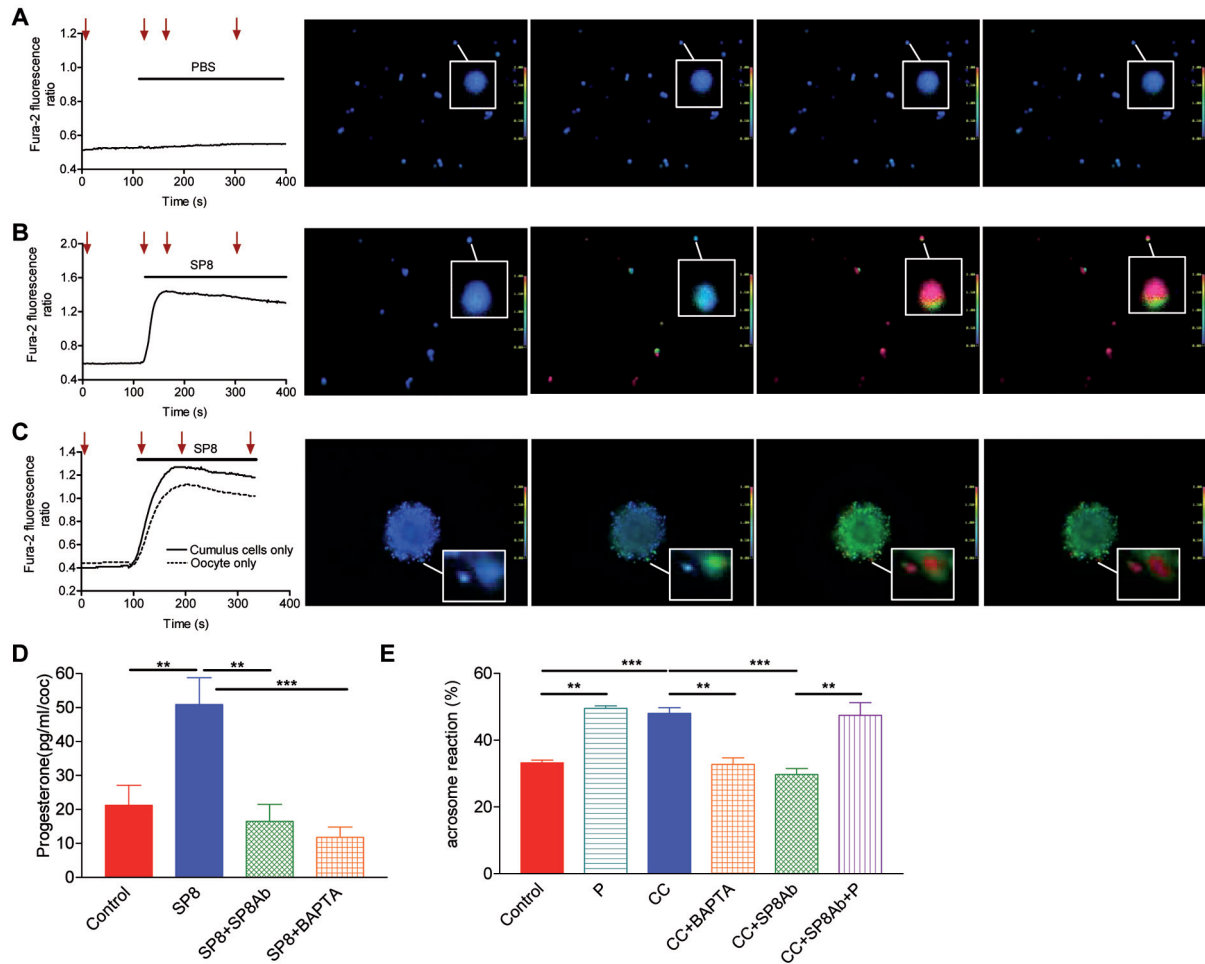 A
1.2
1.0
0.8
0.6
0.4
PBS
Fura-2 fluorescence
ratio
0 100 200 300 400
Time (s)
B
2.0
1.6
1.2
0.8
0.4
SP8
Fura-2 fluorescence
ratio
0 100 200 300 400
Time (s)
C
1.4
1.2
1.0
0.8
0.6
0.4
0.2
SP8
Cumulus cells only
Oocyte only
Fura-2 fluorescence
ratio
0 100 200 300 400
Time (s)
D
Progesterone(pg/ml/coc)
60
50
40
30
20
10
0
** **
***
Control
SP8
SP8+SP8Ab
SP8+BAPTA
E
acrosome reaction (%)
60
40
20
0
*** ***
** ** **
Control
P
CC
CC+BAPTA
CC+SP8Ab
CC+SP8Ab+P